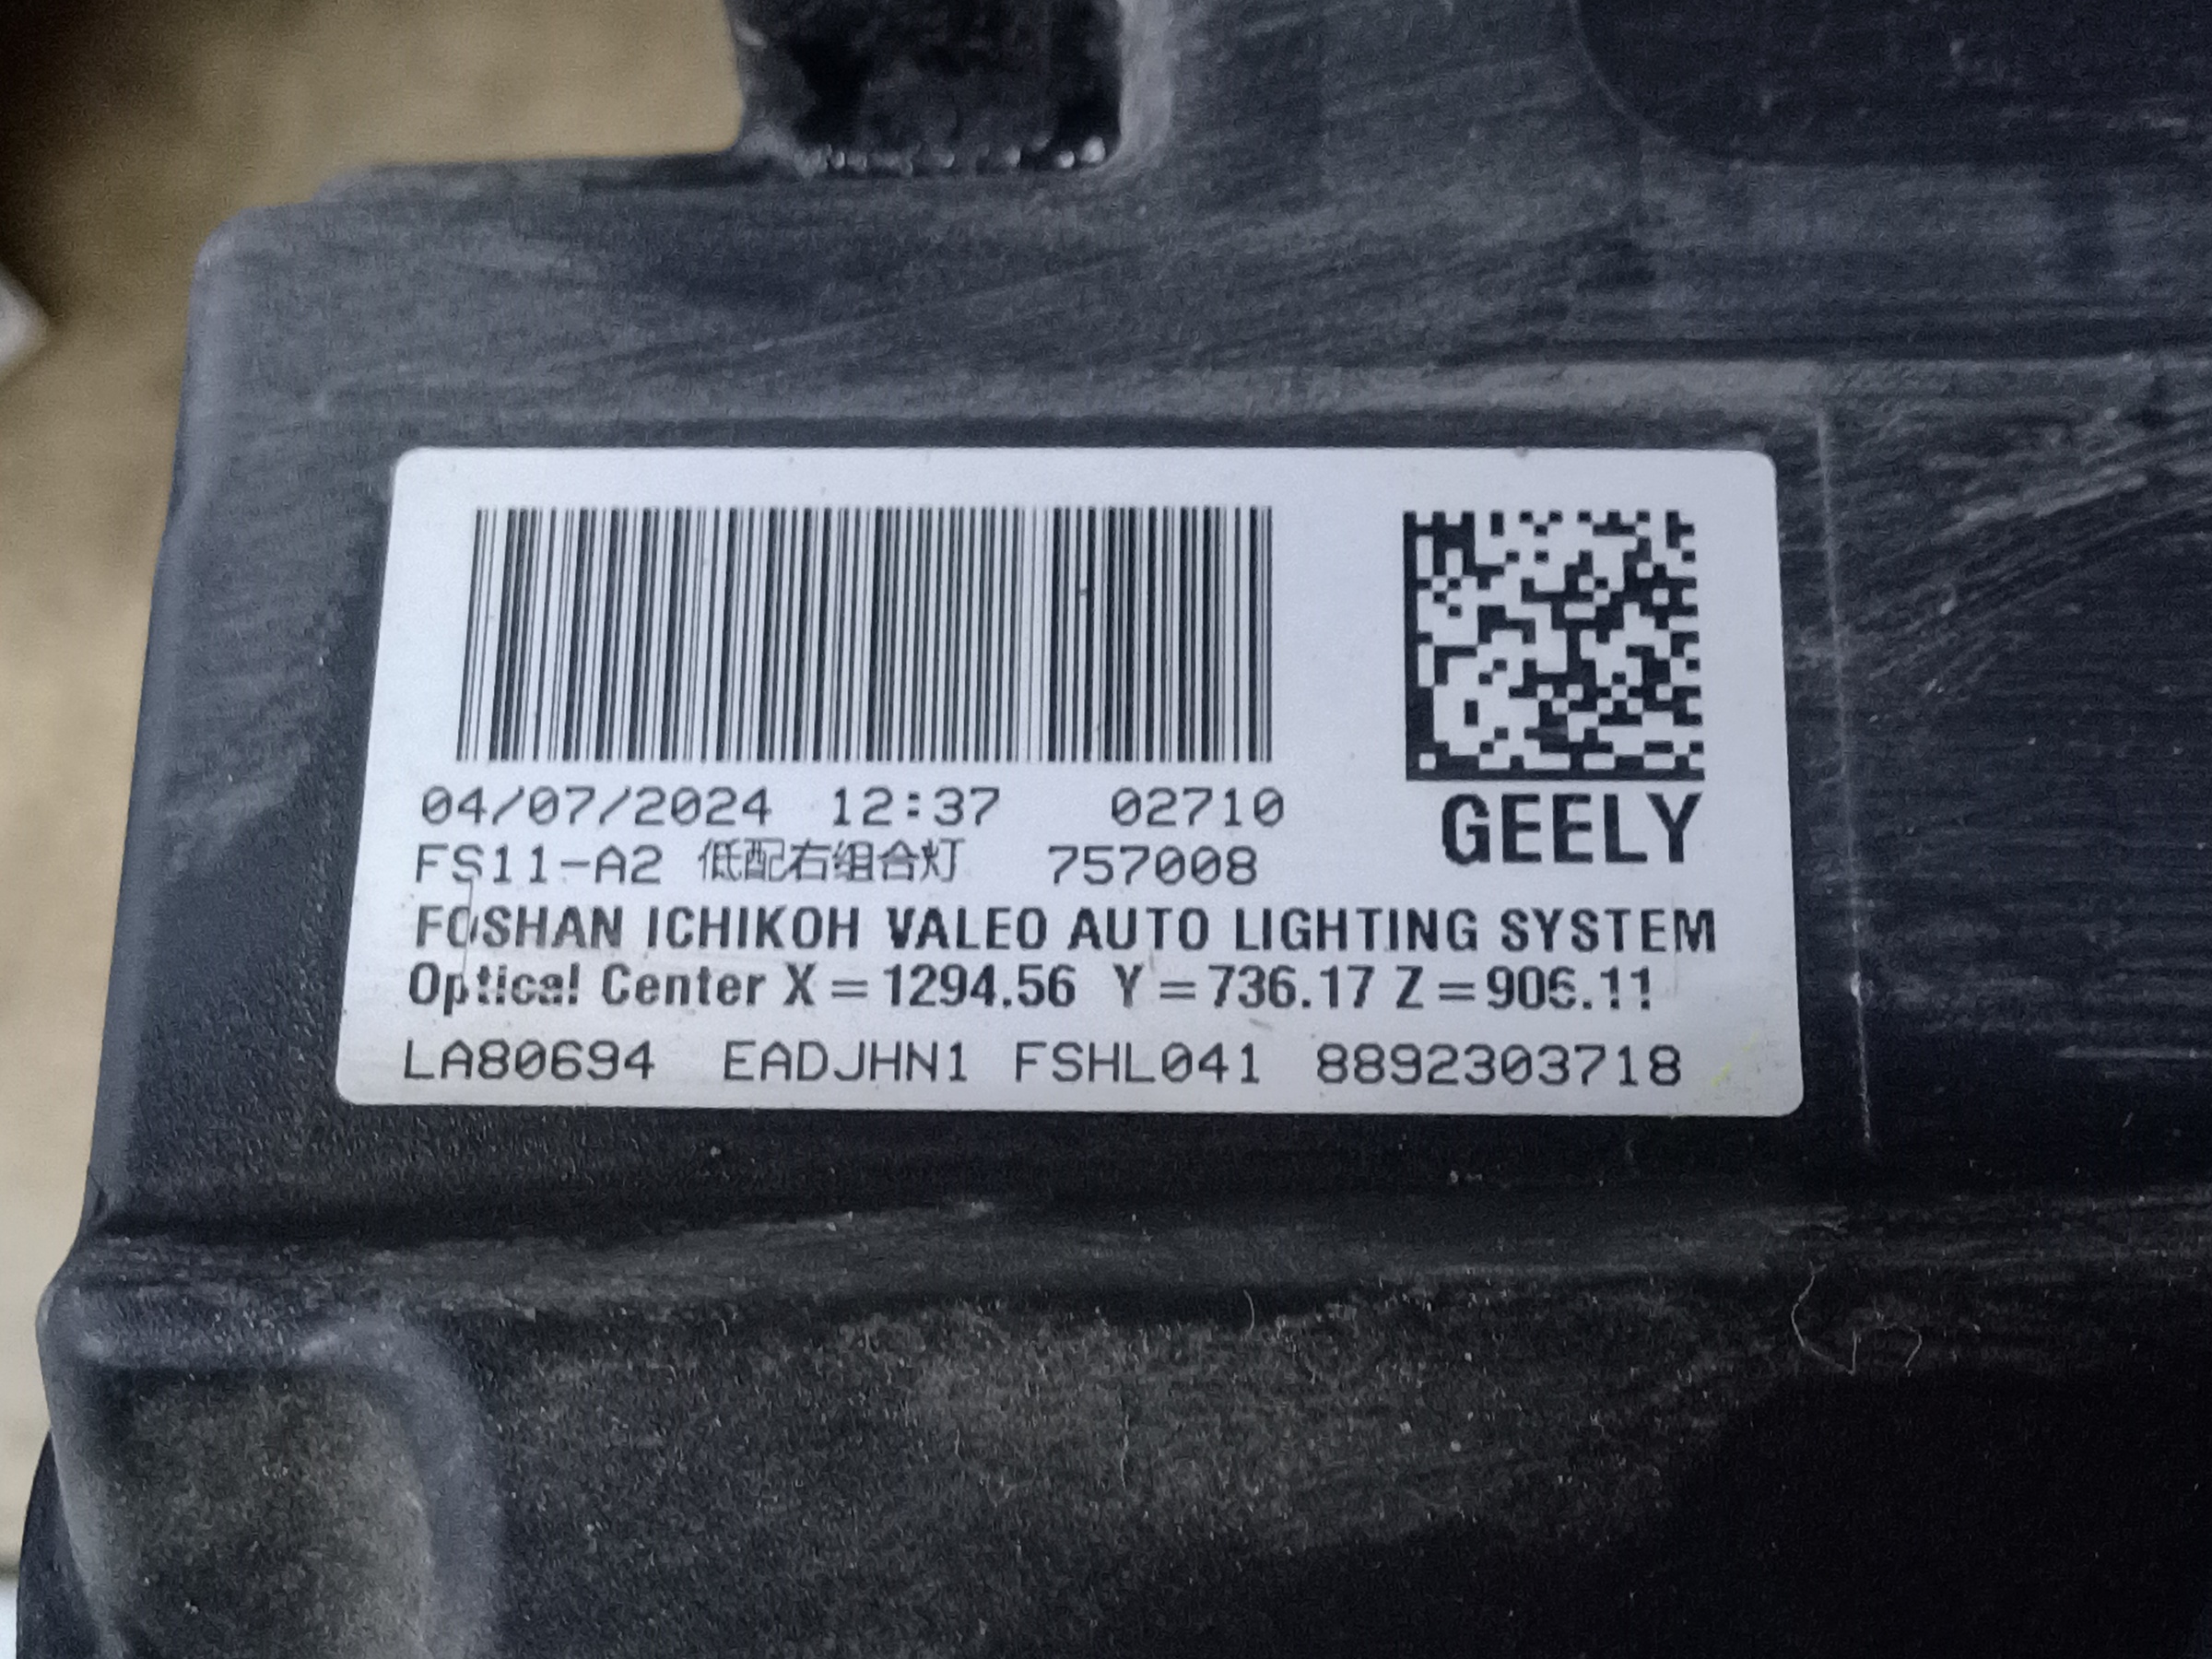 04/07/2024 12:37 02710
GEELY
FS11-A2 低配右组合灯 757008
FOSHAN ICHIKOH VALEO AUTO LIGHTING SYSTEM
Optical Center X=1294.56 Y=736.17 Z=906.11
LA80694 EADJHN1 FSHL041 8892303718